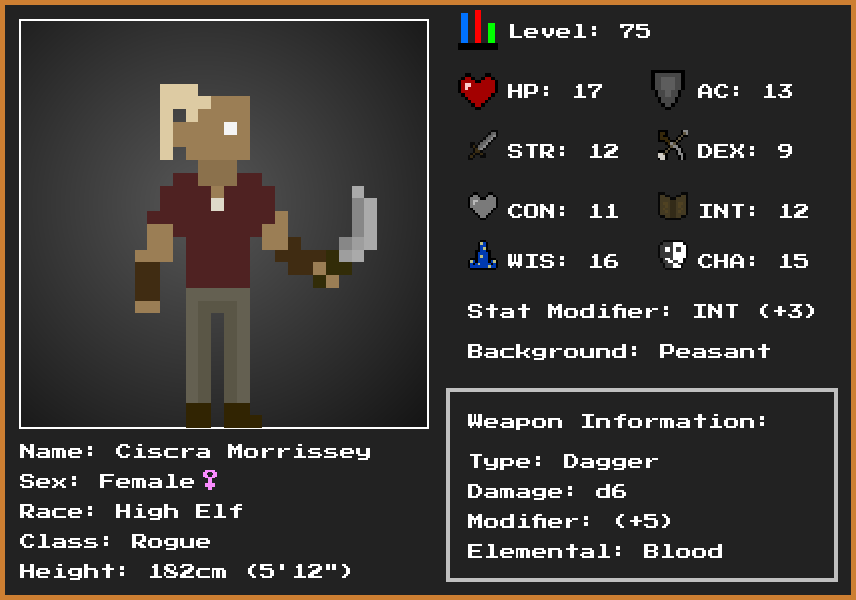 Level: 75
HP: 17 AC: 13
STR: 12 DEX: 9
CON: 11 INT: 12
WIS: 16 CHA: 15
Stat Modifier: INT (+3)
Background: Peasant
Weapon Information:
Type: Dagger
Damage: d6
Modifier: (+5)
Elemental: Blood
Name: Ciscra Morrissey
Sex: Female♀
Race: High Elf
Class: Rogue
Height: 182cm (5'12")